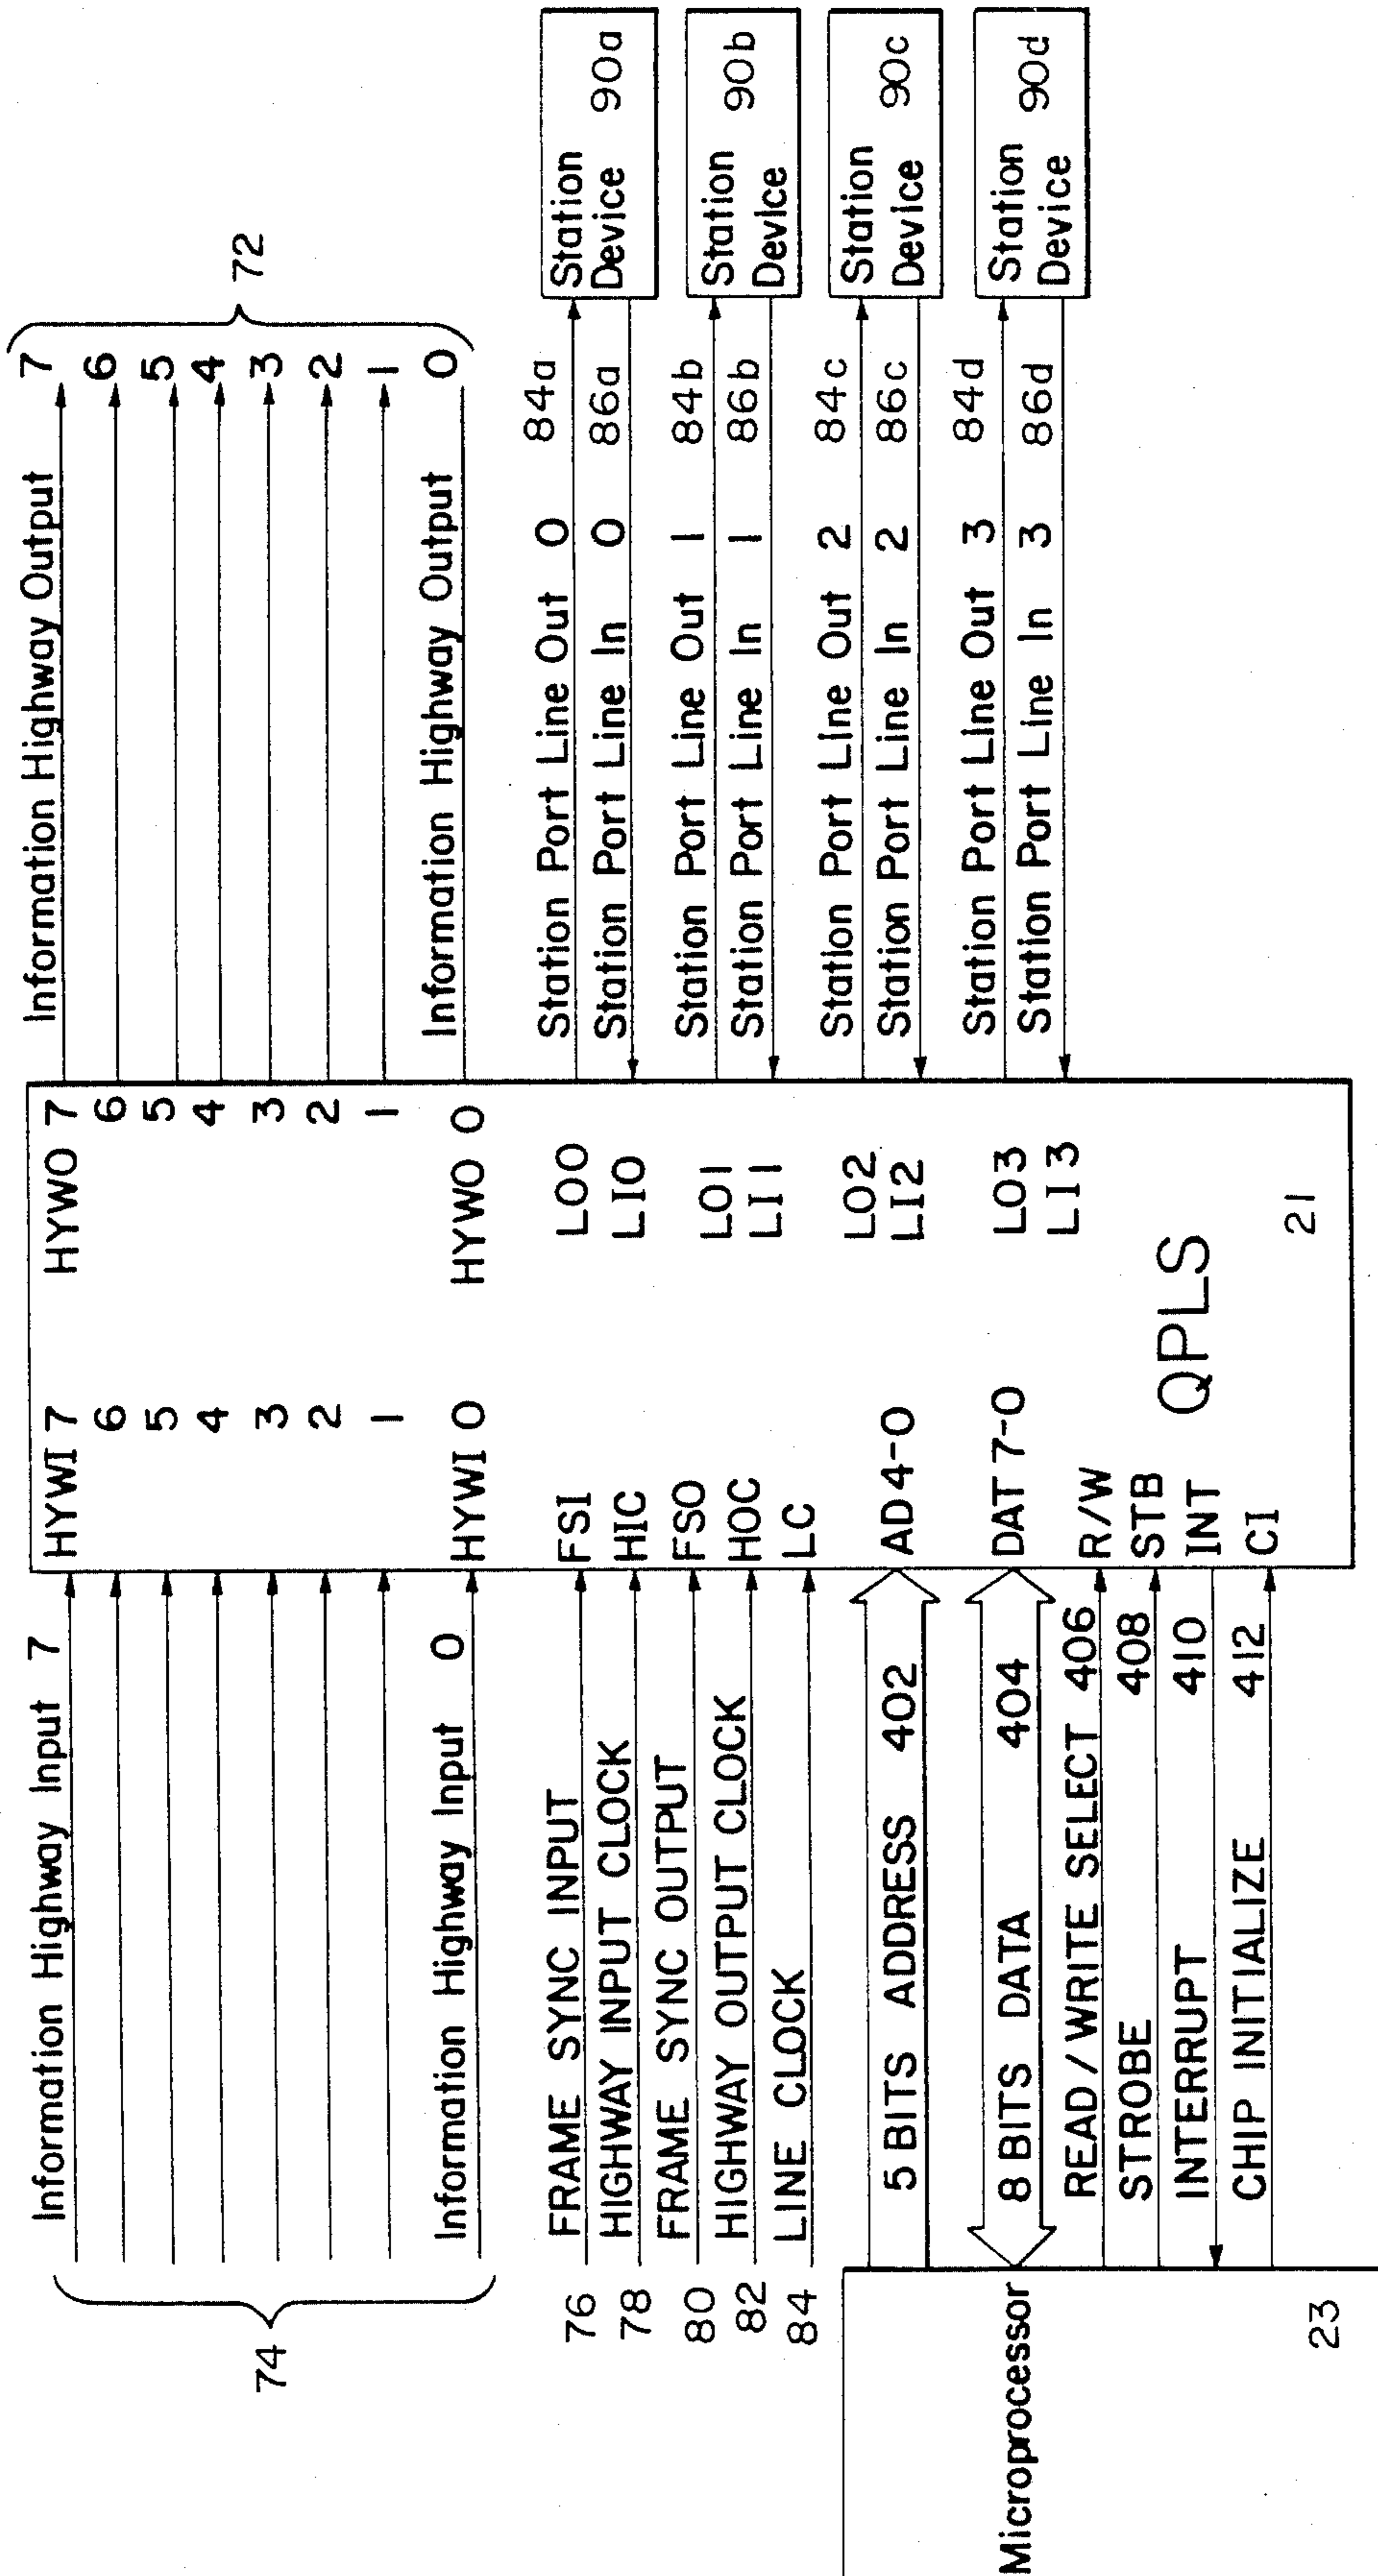 74
Information Highway Input 7
Information Highway Input 0
76 FRAME SYNC INPUT
78 HIGHWAY INPUT CLOCK
80 FRAME SYNC OUTPUT
82 HIGHWAY OUTPUT CLOCK
84 LINE CLOCK
5 BITS ADDRESS 402
8 BITS DATA 404
READ/WRITE SELECT 406
STROBE 408
INTERRUPT 410
CHIP INITIALIZE 412
Microprocessor
23
HYWI 7
6
5
4
3
2
1
HYWI 0
FSI
HIC
FSO
HOC
LC
AD4-0
DAT 7-0
R/W
STB
INT
CI
QPLS
21
HYWO 7
6
5
4
3
2
1
HYWO 0
LO0
LI0
LO1
LI1
LO2
LI2
LO3
LI3
Information Highway Output 7
6
5
4
3
2
1
Information Highway Output 0
72
Station Port Line Out 0 84a
Station Port Line In 0 86a
Station Port Line Out 1 84b
Station Port Line In 1 86b
Station Port Line Out 2 84c
Station Port Line In 2 86c
Station Port Line Out 3 84d
Station Port Line In 3 86d
Station
Device 90a
Station
Device 90b
Station
Device 90c
Station
Device 90d